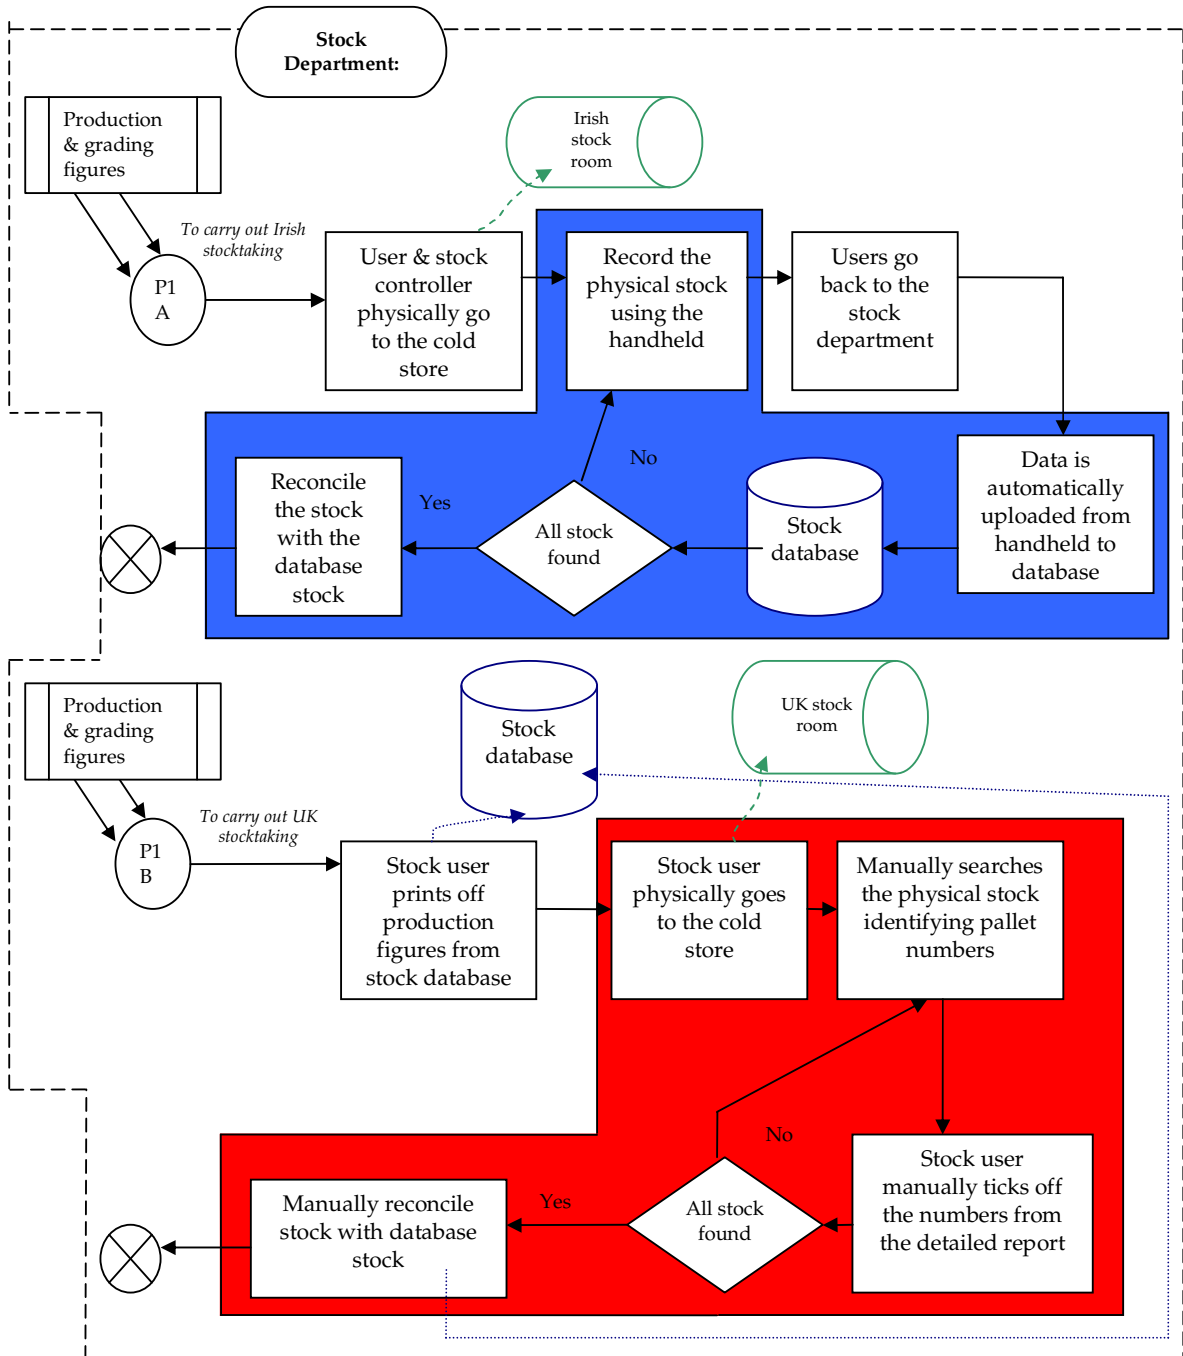 Stock
Department:
Production
& grading
figures
Irish
stock
room
To carry out Irish
stocktaking
P1
A
User & stock
controller
physically go
to the cold
store
Record the
physical stock
using the
handheld
Users go
back to the
stock
department
No
Yes
Reconcile
the stock
with the
database
stock
All stock
found
Stock
database
Data is
automatically
uploaded from
handheld to
database
Production
& grading
figures
Stock
database
UK stock
room
To carry out UK
stocktaking
P1
B
Stock user
prints off
production
figures from
stock database
Stock user
physically goes
to the cold
store
Manually searches
the physical stock
identifying pallet
numbers
No
Yes
Manually reconcile
stock with database
stock
All stock
found
Stock user
manually ticks off
the numbers from
the detailed report